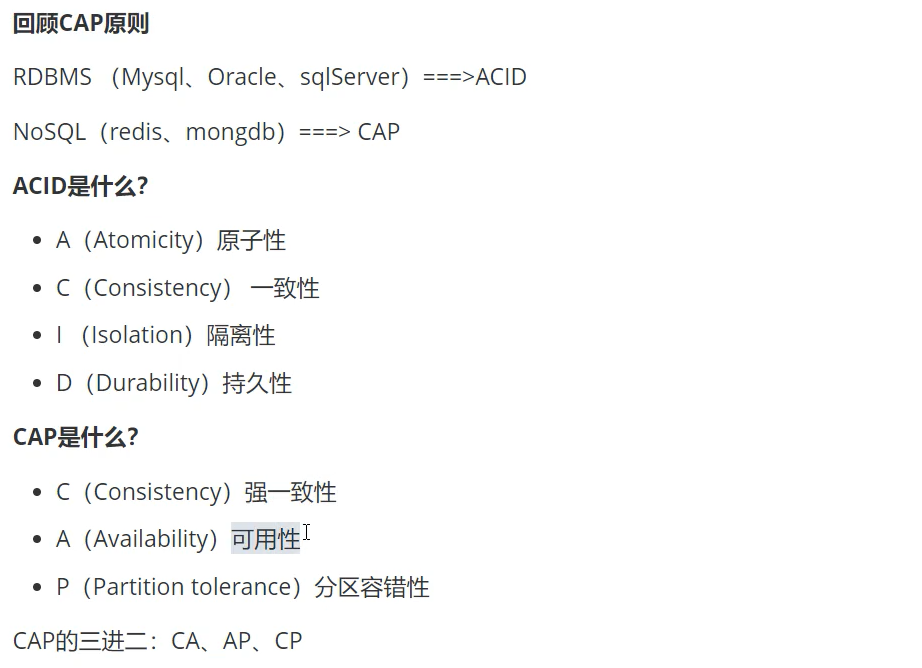 回顾CAP原则
RDBMS （Mysql、Oracle、sqlServer）===>ACID
NoSQL（redis、mongdb）===> CAP
ACID是什么？
• A（Atomicity）原子性
• C（Consistency） 一致性
• I （Isolation）隔离性
• D（Durability）持久性
CAP是什么？
• C（Consistency）强一致性
• A（Availability）可用性
• P（Partition tolerance）分区容错性
CAP的三进二：CA、AP、CP